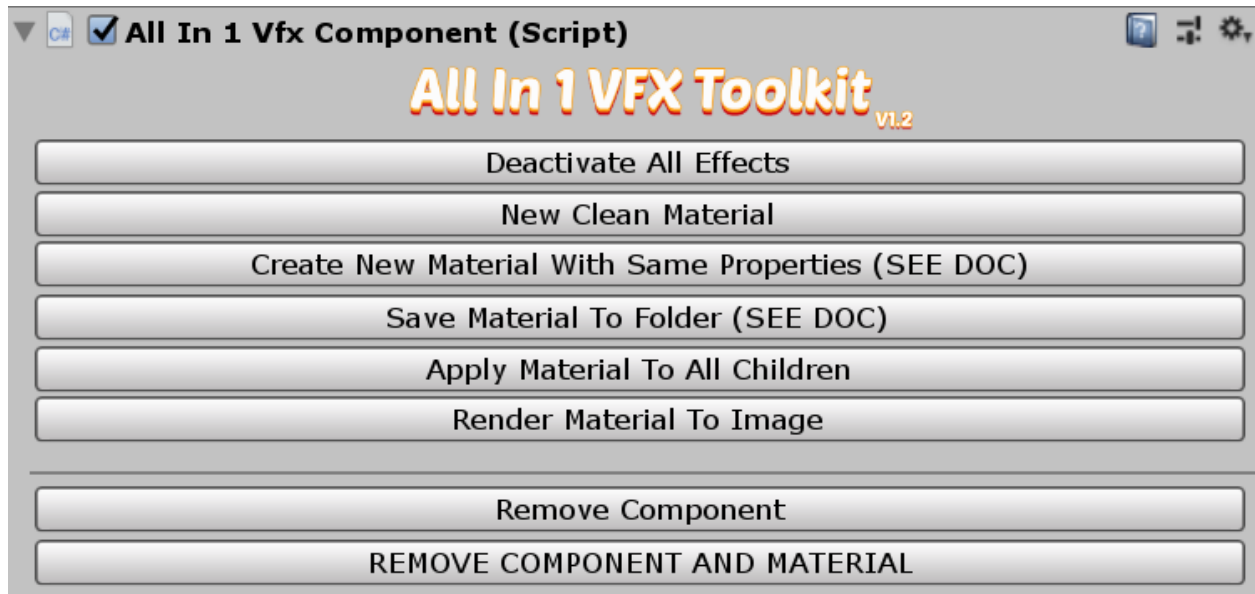 All In 1 Vfx Component (Script)
All In 1 VFX Toolkit V1.2
Deactivate All Effects
New Clean Material
Create New Material With Same Properties (SEE DOC)
Save Material To Folder (SEE DOC)
Apply Material To All Children
Render Material To Image
Remove Component
REMOVE COMPONENT AND MATERIAL